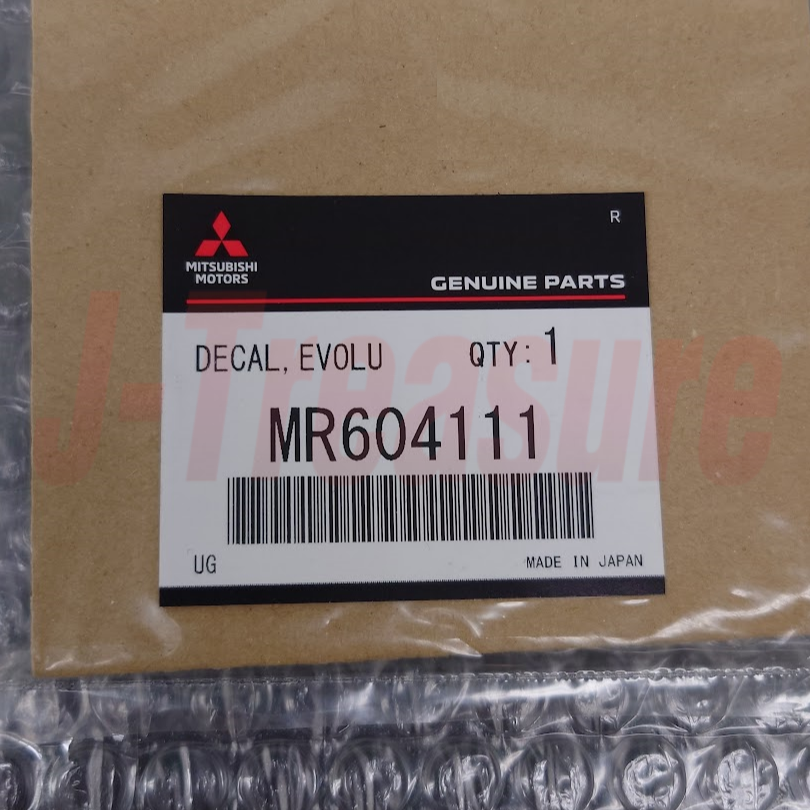 R
MITSUBISHI
MOTORS
GENUINE PARTS
DECAL, EVOLU QTY: 1
MR604111
UG MADE IN JAPAN
J-Treasure